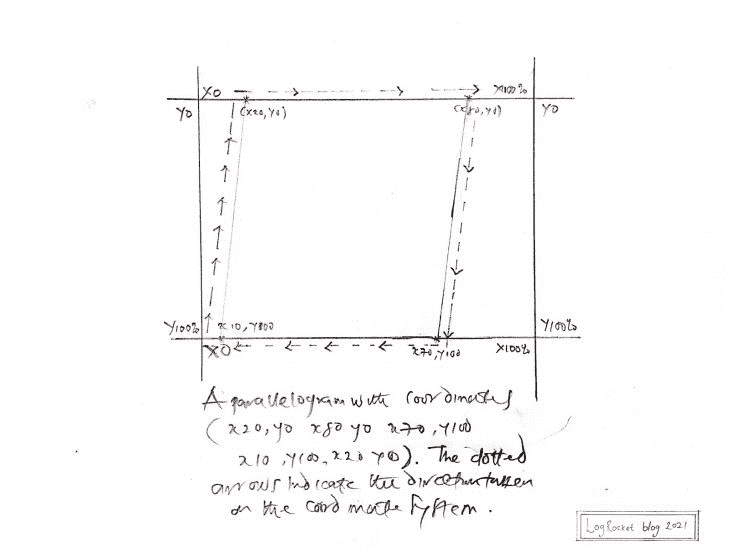 X0 X100%
Y0 (x20, y0) (x80, y0) Y0
Y100% x10, y100 Y100%
X0 x70, y100 X100%
A parallelogram with coordinates
(x20, y0 x80 y0 x70, y100
x10, y100, x20 y0). The dotted
arrows indicate the direction taken
on the coordinate System.
LogRocket blog 2021